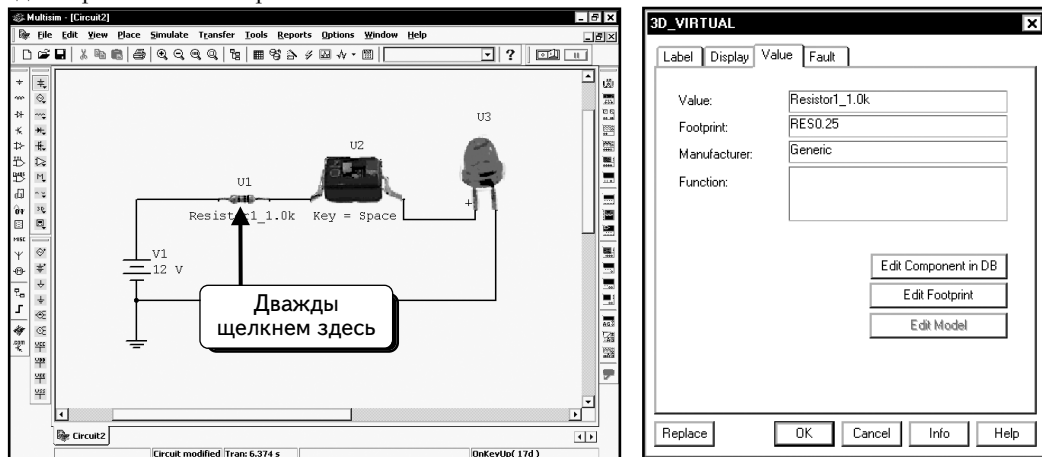 Multisim - [Circuit2]
File Edit View Place Simulate Transfer Tools Reports Options Window Help
U3
U2
U1
+
Resistor1_1.0k Key = Space
V1
12 V
Дважды
щелкнем здесь
Circuit2
Circuit modified Tran: 6.374 s
OnKeyUp( 17d )
3D_VIRTUAL
Label Display Value Fault
Value: Resistor1_1.0k
Footprint: RES0.25
Manufacturer: Generic
Function:
Edit Component in DB
Edit Footprint
Edit Model
Replace OK Cancel Info Help